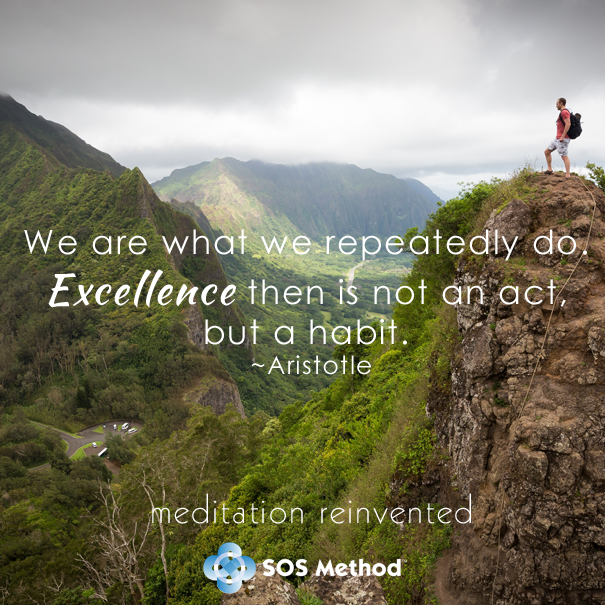 We are what we repeatedly do.
Excellence then is not an act,
but a habit.
~Aristotle
meditation reinvented
SOS Method